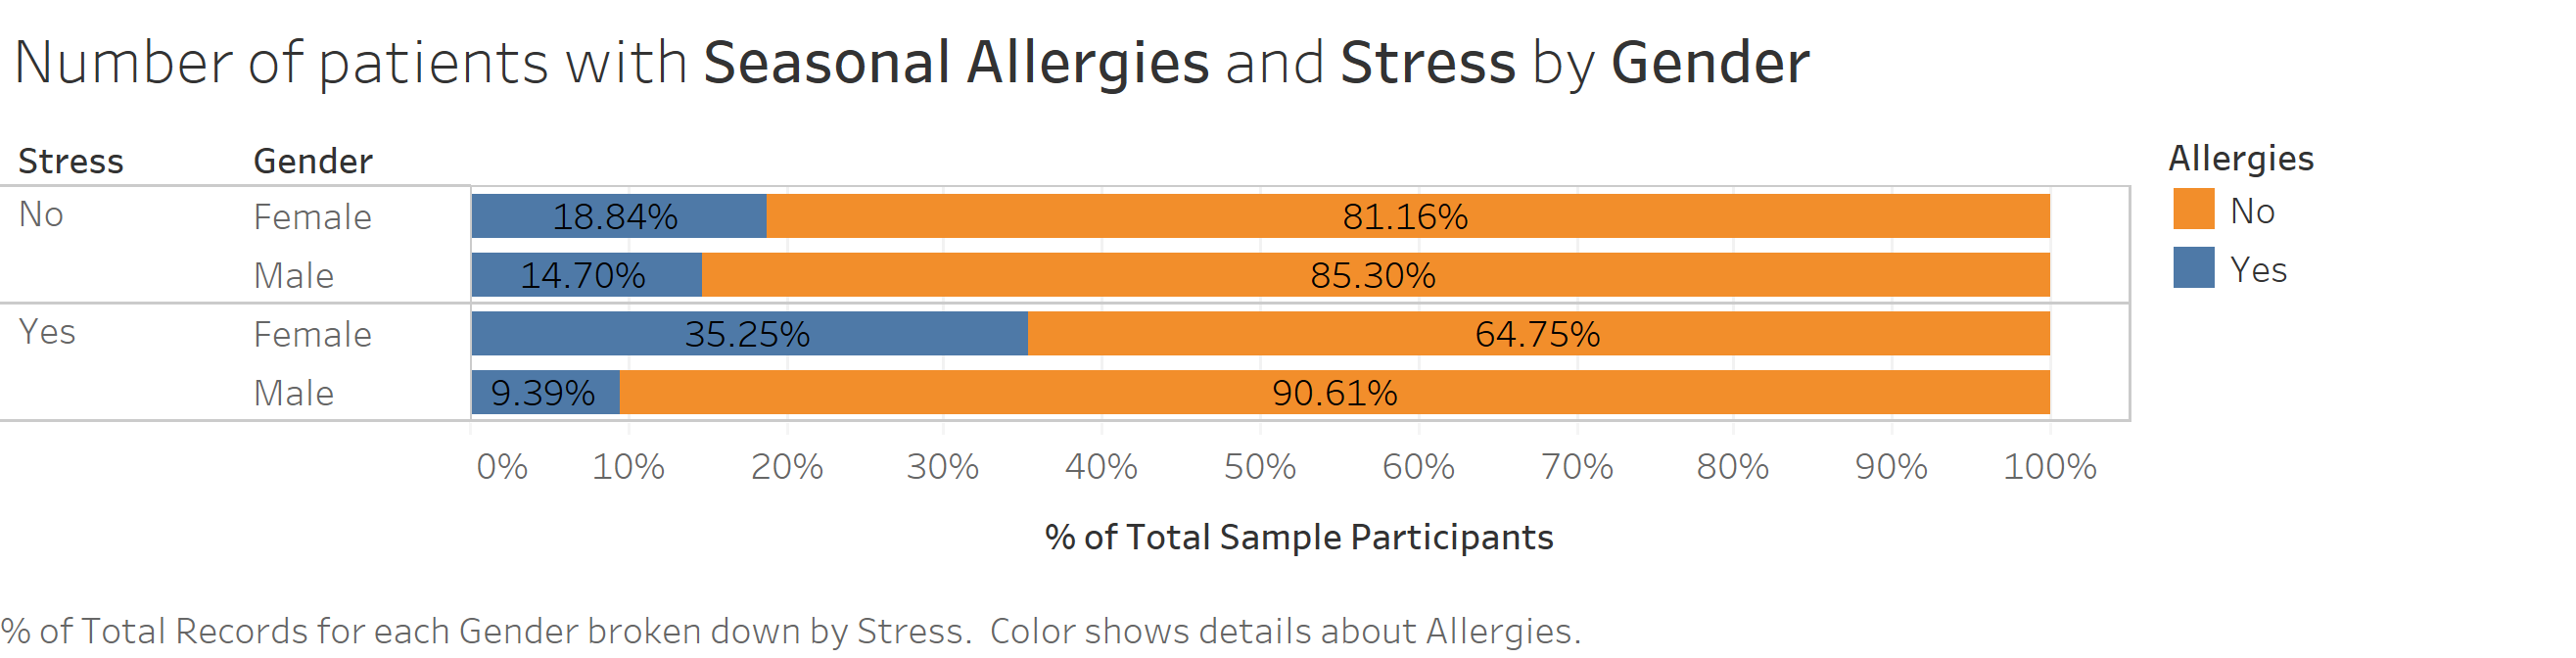 Number of patients with Seasonal Allergies and Stress by Gender
Stress Gender
Allergies
No Female 18.84% 81.16%
No
Male 14.70% 85.30%
Yes
Yes Female 35.25% 64.75%
Male 9.39% 90.61%
0% 10% 20% 30% 40% 50% 60% 70% 80% 90% 100%
% of Total Sample Participants
% of Total Records for each Gender broken down by Stress. Color shows details about Allergies.